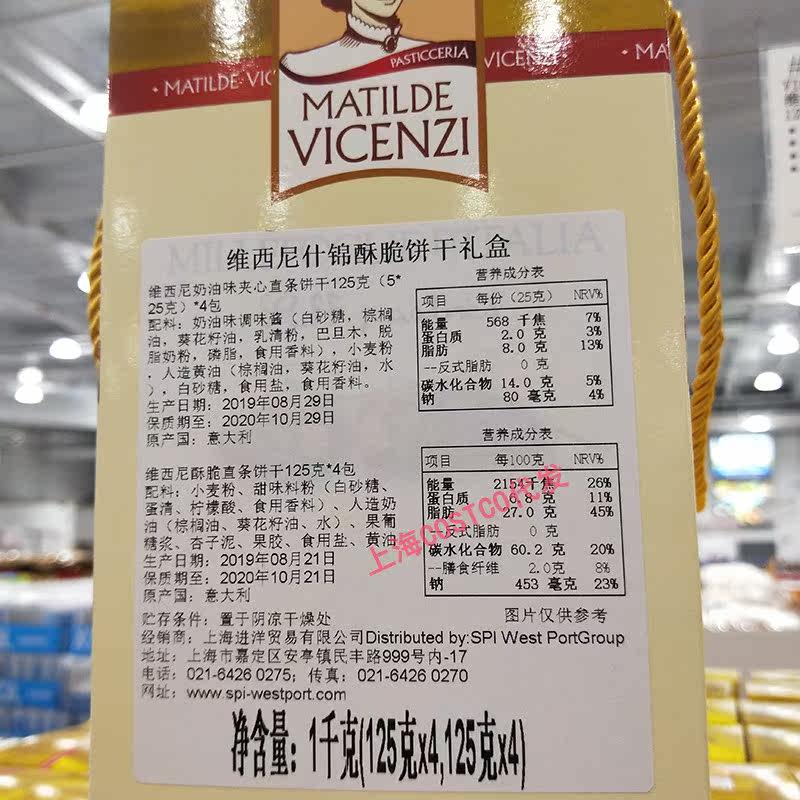 PASTICCERIA
• MATILDE VIC
VICENZI
• MA
MATILDE
VICENZI
维西尼什锦酥脆饼干礼盒
维西尼奶油味夹心直条饼干125克（5*
25克）*4包
配料：奶油味调味酱（白砂糖，棕榈
油，葵花籽油，乳清粉，巴旦木，脱
脂奶粉，磷脂，食用香料），小麦粉
，人造黄油（棕榈油，葵花籽油，水
），白砂糖，食用盐，食用香料。
生产日期：2019年08月29日
保质期至：2020年10月29日
原产国：意大利
营养成分表
项目 每份（25克） NRV%
能量 568 千焦 7%
蛋白质 2.0 克 3%
脂肪 8.0 克 13%
--反式脂肪 0 克
碳水化合物 14.0 克 5%
钠 80 毫克 4%
维西尼酥脆直条饼干125克*4包
配料：小麦粉、甜味料粉（白砂糖、
蛋清、柠檬酸、食用香料）、人造奶
油（棕榈油、葵花籽油、水）、果葡
糖浆、杏子泥、果胶、食用盐、黄油
生产日期：2019年08月21日
保质期至：2020年10月21日
原产国：意大利
营养成分表
项目 每100克 NRV%
能量 2154千焦 26%
蛋白质 6.8 克 11%
脂肪 27.0 克 45%
--反式脂肪 0 克
碳水化合物 60.2 克 20%
--膳食纤维 2.0克 8%
钠 453 毫克 23%
上海COSTCO代发
贮存条件：置于阴凉干燥处
图片仅供参考
经销商：上海进洋贸易有限公司Distributed by:SPI West PortGroup
地址：上海市嘉定区安亭镇民丰路999号内-17
电话：021-6426 0275；传真：021-6426 0270
网址：www.spi-westport.com
净含量：1千克(125克x4,125克x4)